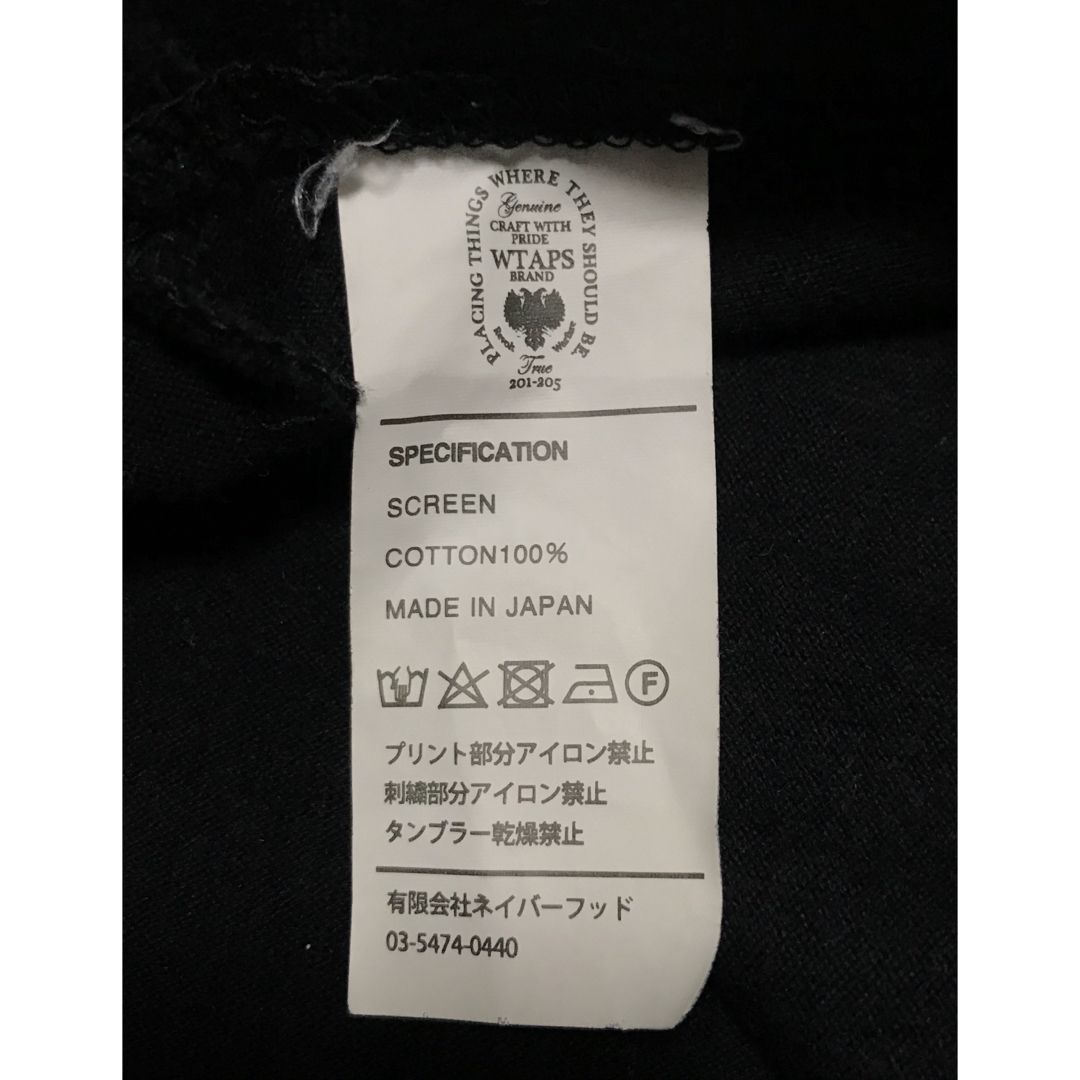 PLACING THINGS WHERE THEY SHOULD BE
Genuine
CRAFT WITH
PRIDE
WTAPS
BRAND
True
201-205
SPECIFICATION
SCREEN
COTTON100%
MADE IN JAPAN
F
プリント部分アイロン禁止
刺繍部分アイロン禁止
タンブラー乾燥禁止
有限会社ネイバーフッド
03-5474-0440